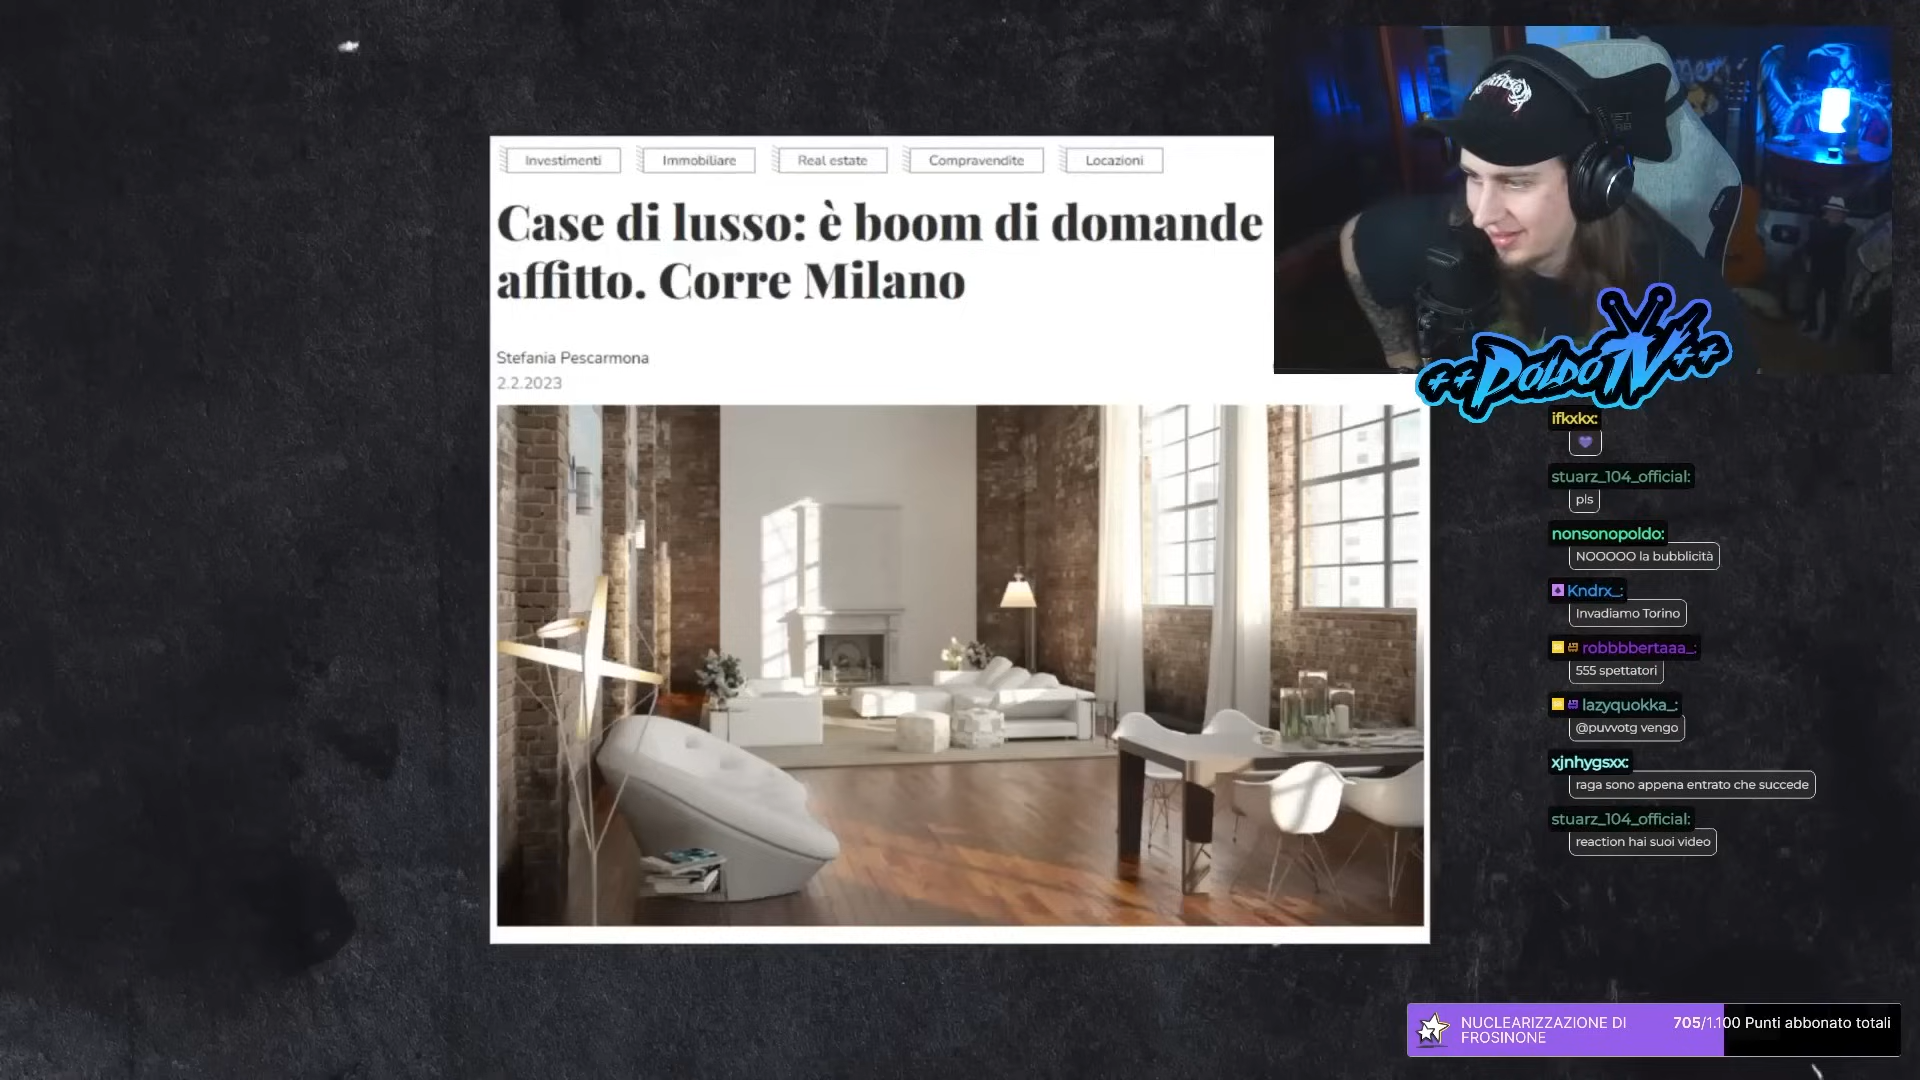 Investimenti
Immobiliare
Real estate
Compravendite
Locazioni
Case di lusso: è boom di domande
affitto. Corre Milano
Stefania Pescarmona
2.2.2023
++POLDOTV++
ifkxkx:
💜
stuarz_104_official:
pls
nonsonopoldo:
NOOOOO la bubblicità
Kndrx_:
Invadiamo Torino
robbbbertaaa_:
555 spettatori
lazyquokka_:
@puvvotg vengo
xjnhygsxx:
raga sono appena entrato che succede
stuarz_104_official:
reaction hai suoi video
NUCLEARIZZAZIONE DI
FROSINONE
705/1.100 Punti abbonato totali